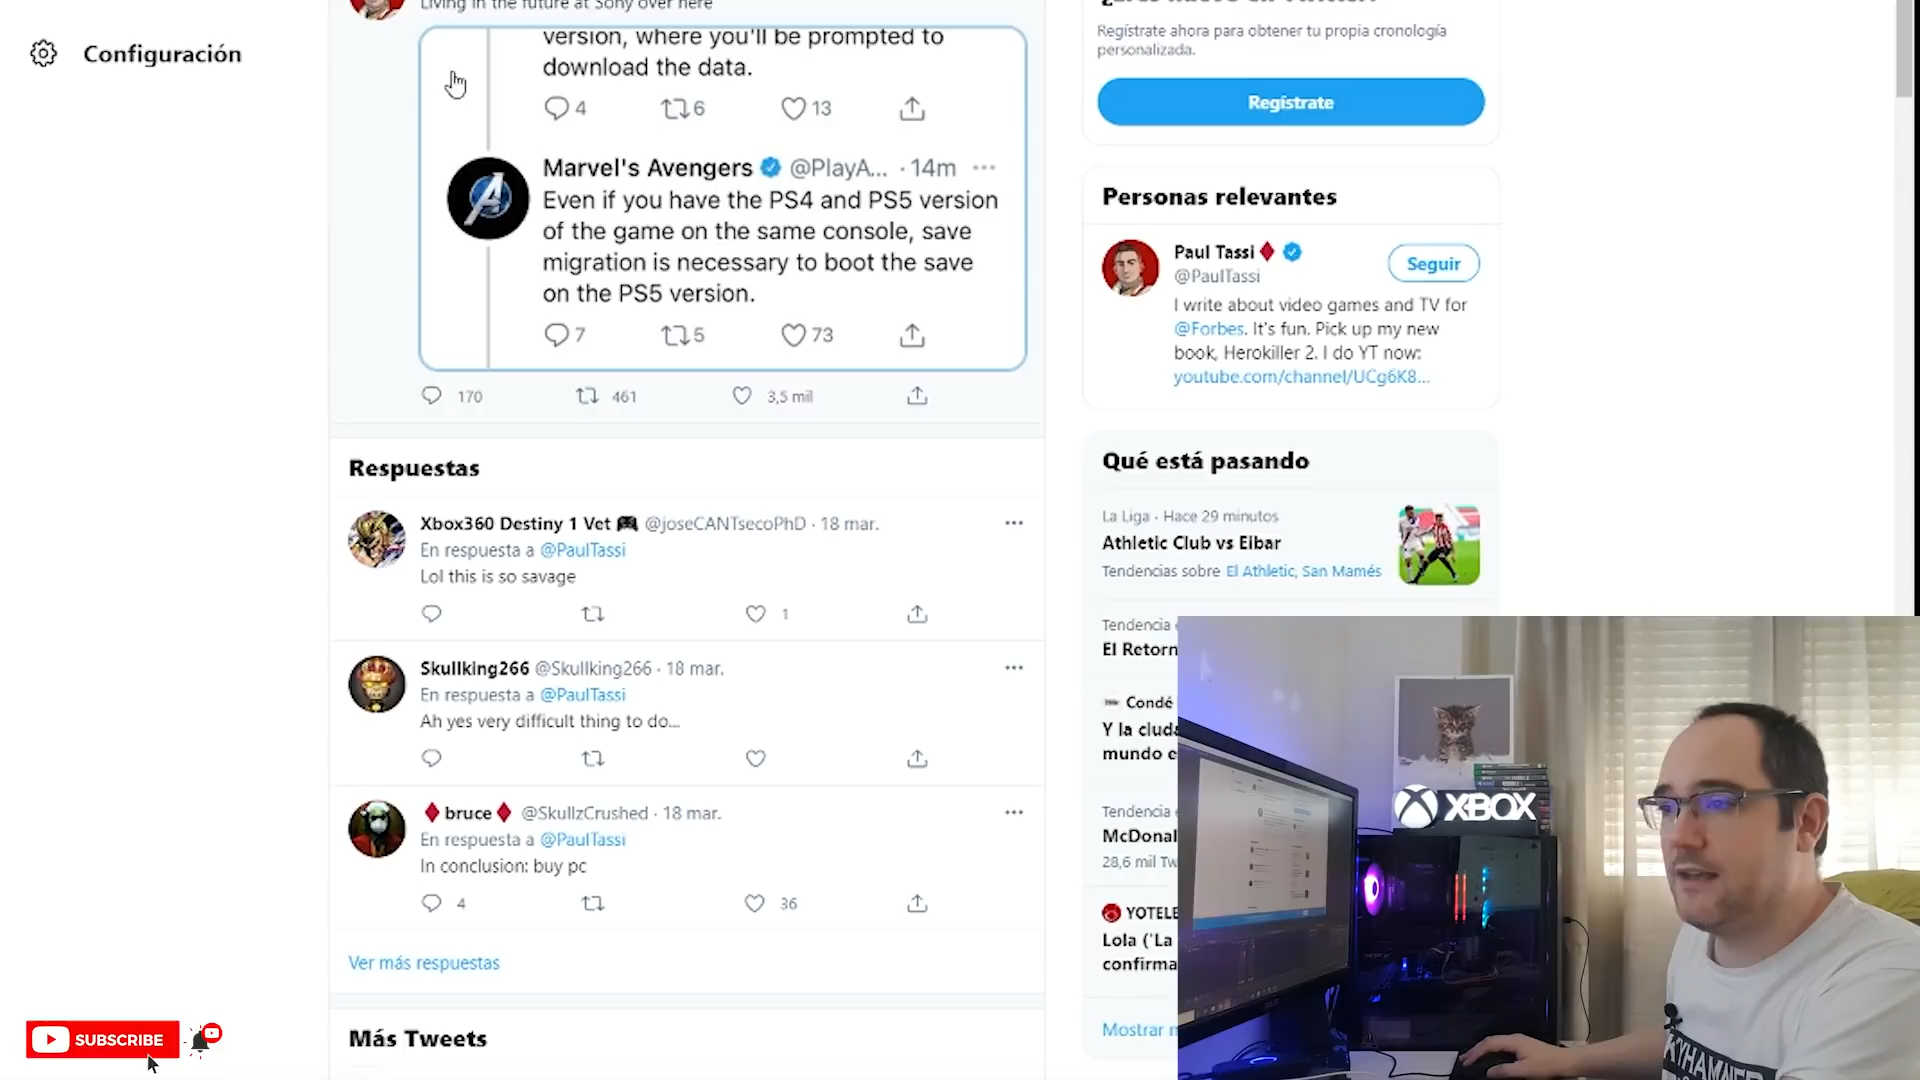 Configuración
Living in the future at Sony over here
version, where you'll be prompted to
download the data.
4 6 13
Marvel's Avengers @PlayA... · 14m
Even if you have the PS4 and PS5 version
of the game on the same console, save
migration is necessary to boot the save
on the PS5 version.
7 5 73
170 461 3,5 mil
Respuestas
Xbox360 Destiny 1 Vet @joseCANTsecoPhD · 18 mar.
En respuesta a @PaulTassi
Lol this is so savage
1
Skullking266 @Skullking266 · 18 mar.
En respuesta a @PaulTassi
Ah yes very difficult thing to do...
bruce @SkullzCrushed · 18 mar.
En respuesta a @PaulTassi
In conclusion: buy pc
4 36
Ver más respuestas
Más Tweets
Regístrate ahora para obtener tu propia cronología
personalizada.
Regístrate
Personas relevantes
Paul Tassi
@PaulTassi
Seguir
I write about video games and TV for
@Forbes. It's fun. Pick up my new
book, Herokiller 2. I do YT now:
youtube.com/channel/UCg6K8...
Qué está pasando
La Liga · Hace 29 minutos
Athletic Club vs Eibar
Tendencias sobre El Athletic, San Mamés
Tendencia
El Retorn
Condé
Y la ciuda
mundo e
Tendencia
McDonal
28,6 mil Tw
YOTELE
Lola ('La
confirma
Mostrar
XBOX
SUBSCRIBE